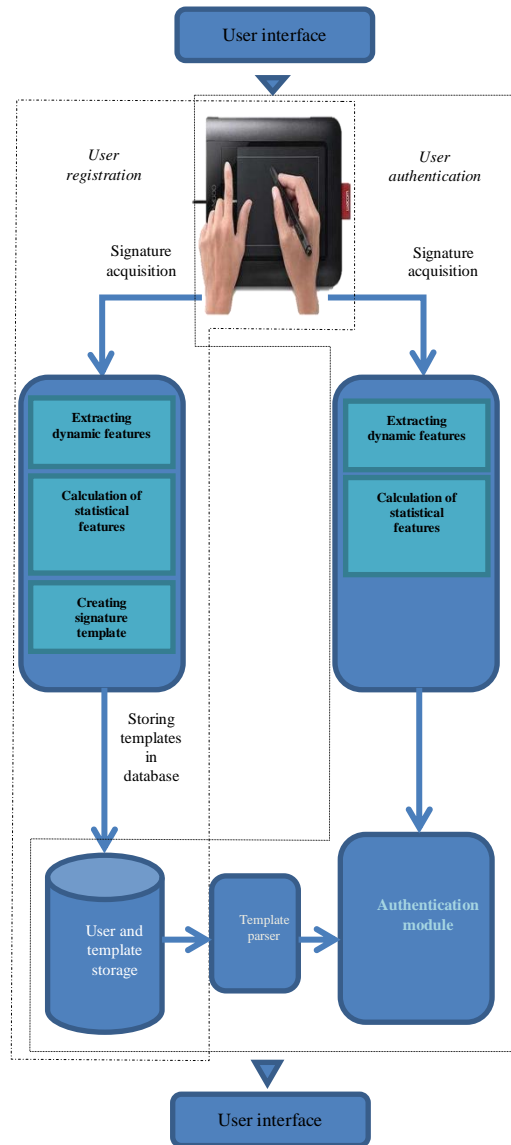 User interface
User
registration
User
authentication
Signature
acquisition
Signature
acquisition
Extracting
dynamic features
Calculation of
statistical
features
Creating
signature
template
Extracting
dynamic features
Calculation of
statistical
features
Storing
templates
in
database
User and
template
storage
Template
parser
Authentication
module
User interface